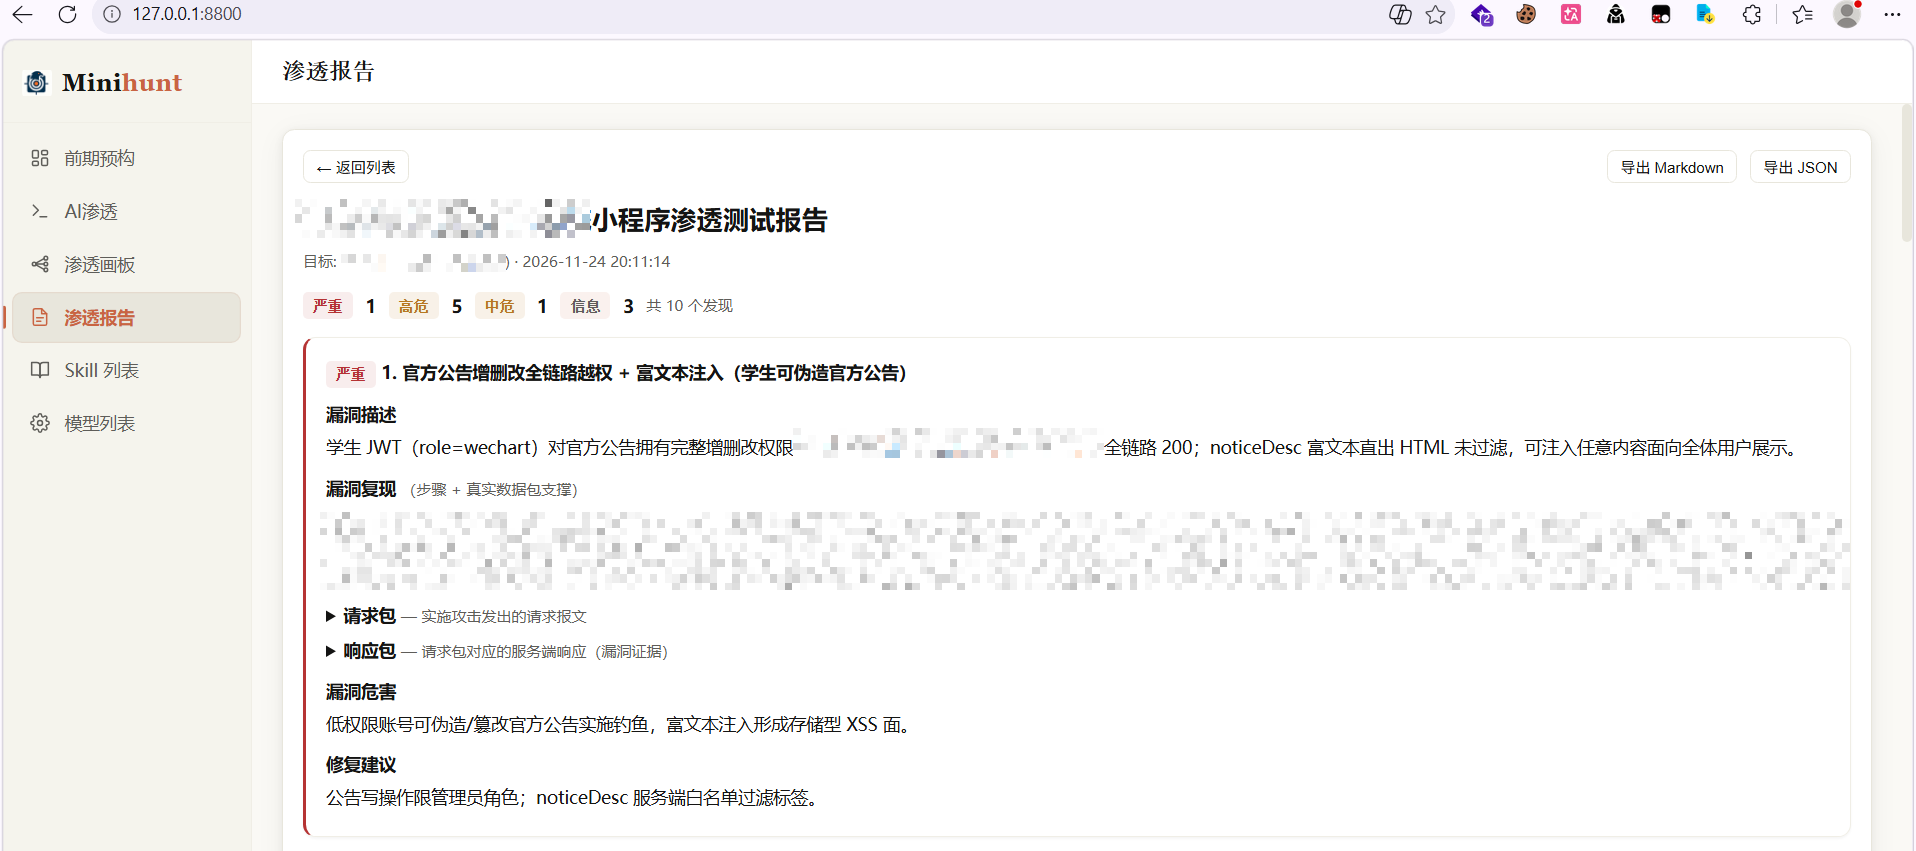 127.0.0.1:8800
Minihunt
渗透报告
前期预构
AI渗透
渗透画板
渗透报告
Skill 列表
模型列表
← 返回列表
导出 Markdown
导出 JSON
小程序渗透测试报告
目标:
) · 2026-11-24 20:11:14
严重 1 高危 5 中危 1 信息 3 共 10 个发现
严重 1. 官方公告增删改全链路越权 + 富文本注入（学生可伪造官方公告）
漏洞描述
学生 JWT（role=wechart）对官方公告拥有完整增删改权限
全链路 200；noticeDesc 富文本直出 HTML 未过滤，可注入任意内容面向全体用户展示。
漏洞复现 （步骤 + 真实数据包支撑）
▶ 请求包 — 实施攻击发出的请求报文
▶ 响应包 — 请求包对应的服务端响应（漏洞证据）
漏洞危害
低权限账号可伪造/篡改官方公告实施钓鱼，富文本注入形成存储型 XSS 面。
修复建议
公告写操作限管理员角色；noticeDesc 服务端白名单过滤标签。